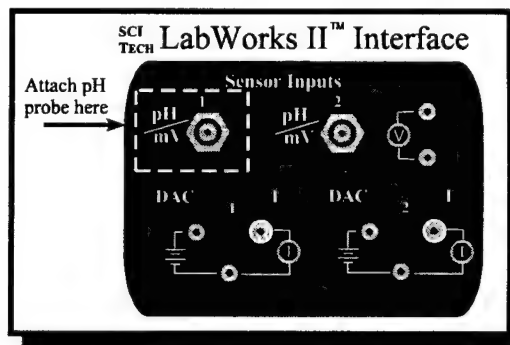 SCI TECH LabWorks II™ Interface
Attach pH probe here
Sensor Inputs
pH/mV 1
pH/mV 2
V
DAC 1 I
DAC 2 I
I
I